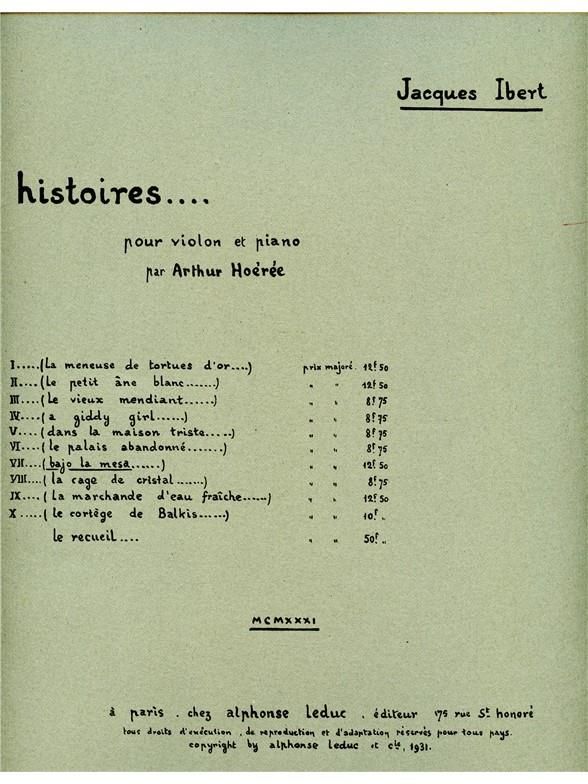 Jacques Ibert
histoires....
pour violon et piano
par Arthur Hoérée
I.....(La meneuse de tortues d'or....) prix majoré. 12f 50
II....(le petit âne blanc.......) " " 12f 50
III....(Le vieux mendiant......) " " 8f 75
IV....( a giddy girl......) " " 8f 75
V....( dans la maison triste.....) " " 8f 75
VI....( le palais abandonné.......) " " 8f 75
VII....( bajo la mesa......) " " 12f 50
VIII....( la cage de cristal.......) " " 8f 75
IX....( La marchande d'eau fraîche......) " " 12f 50
X .....( le cortège de Balkis......) " " 10f "
le recueil.... " " 50f "
MCMXXXI
à paris . chez alphonse Leduc . éditeur 175 rue St honoré
tous droits d'exécution , de reproduction et d'adaptation réservés pour tous pays.
copyright by alphonse Leduc et cie, 1931.